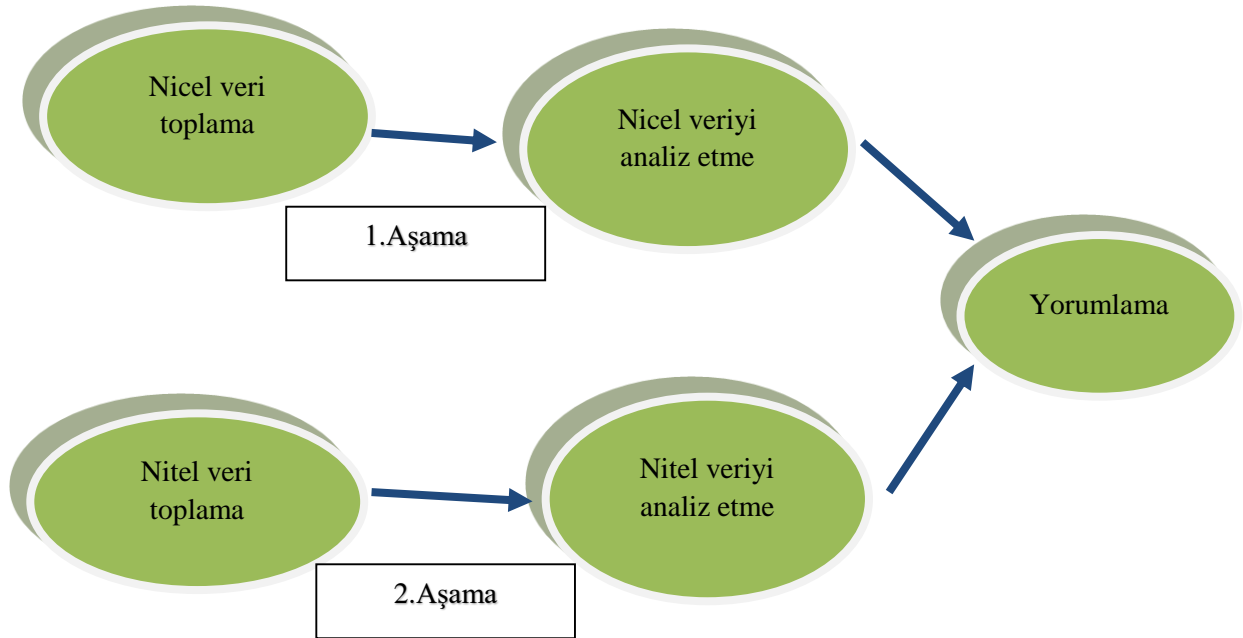 Nicel veri
toplama
Nicel veriyi
analiz etme
1.Aşama
Yorumlama
Nitel veri
toplama
Nitel veriyi
analiz etme
2.Aşama